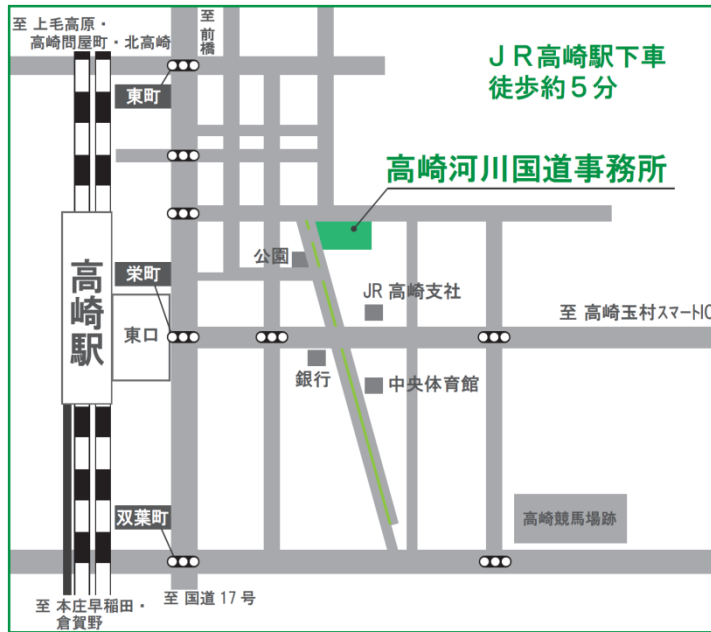 至 上毛高原・
高崎問屋町・北高崎
至 前橋
ＪＲ高崎駅下車
徒歩約５分
東町
高崎河川国道事務所
公園
栄町
JR 高崎支社
高崎駅
東口
至 高崎玉村スマートIC
銀行
中央体育館
双葉町
高崎競馬場跡
至 本庄早稲田・
倉賀野
至 国道 17 号